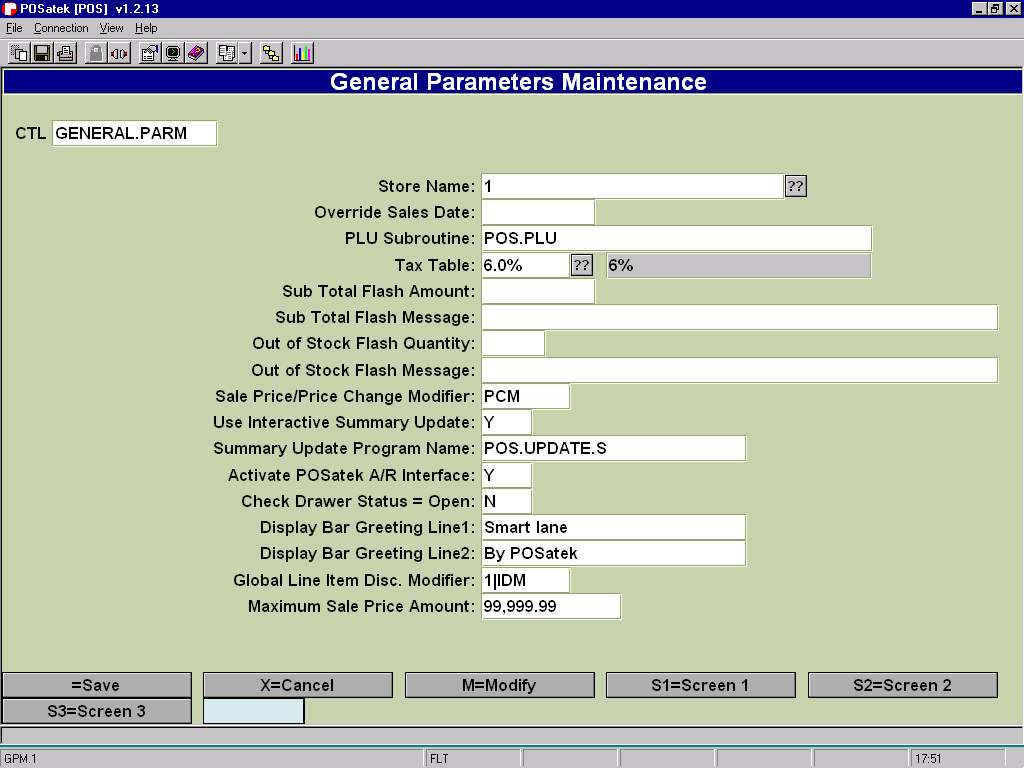 POSatek [POS] v1.2.13
File Connection View Help
General Parameters Maintenance
CTL GENERAL.PARM
Store Name: 1 ??
Override Sales Date:
PLU Subroutine: POS.PLU
Tax Table: 6.0% ?? 6%
Sub Total Flash Amount:
Sub Total Flash Message:
Out of Stock Flash Quantity:
Out of Stock Flash Message:
Sale Price/Price Change Modifier: PCM
Use Interactive Summary Update: Y
Summary Update Program Name: POS.UPDATE.S
Activate POSatek A/R Interface: Y
Check Drawer Status = Open: N
Display Bar Greeting Line1: Smart lane
Display Bar Greeting Line2: By POSatek
Global Line Item Disc. Modifier: 1|IDM
Maximum Sale Price Amount: 99,999.99
=Save X=Cancel M=Modify S1=Screen 1 S2=Screen 2
S3=Screen 3
GPM.1 FLT 17:51